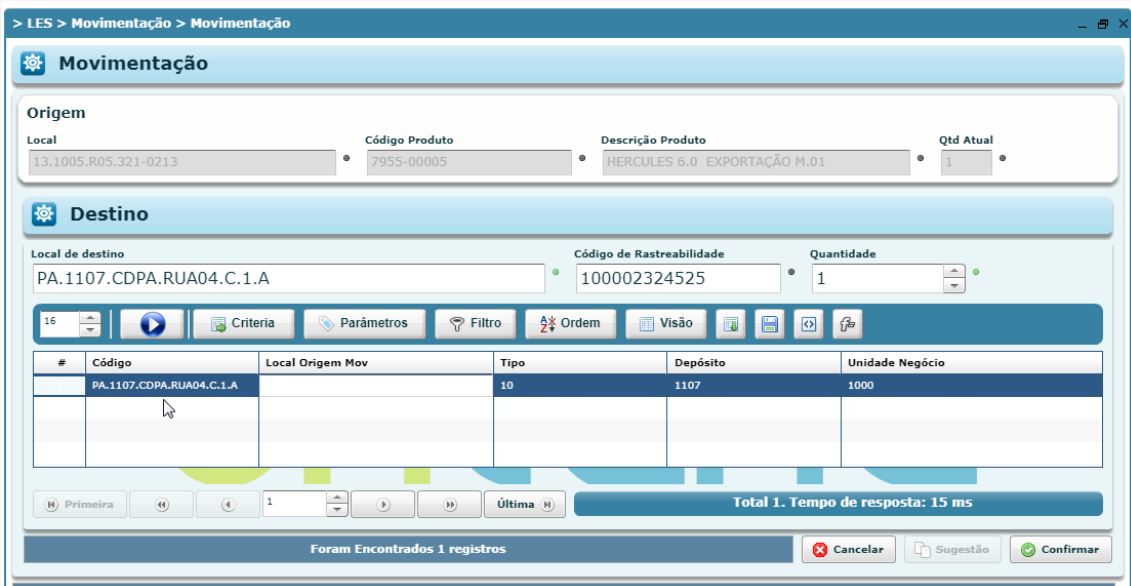 > LES > Movimentação > Movimentação
Movimentação
Origem
Local Código Produto Descrição Produto Qtd Atual
13.1005.R05.321-0213 7955-00005 HERCULES 6.0 EXPORTAÇÃO M.01 1
Destino
Local de destino Código de Rastreabilidade Quantidade
PA.1107.CDPA.RUA04.C.1.A 100002324525 1
16 Criteria Parâmetros Filtro Ordem Visão
# Código Local Origem Mov Tipo Depósito Unidade Negócio
1 PA.1107.CDPA.RUA04.C.1.A 10 1107 1000
Primeira 1 Última
Total 1. Tempo de resposta: 15 ms
Foram Encontrados 1 registros Cancelar Sugestão Confirmar